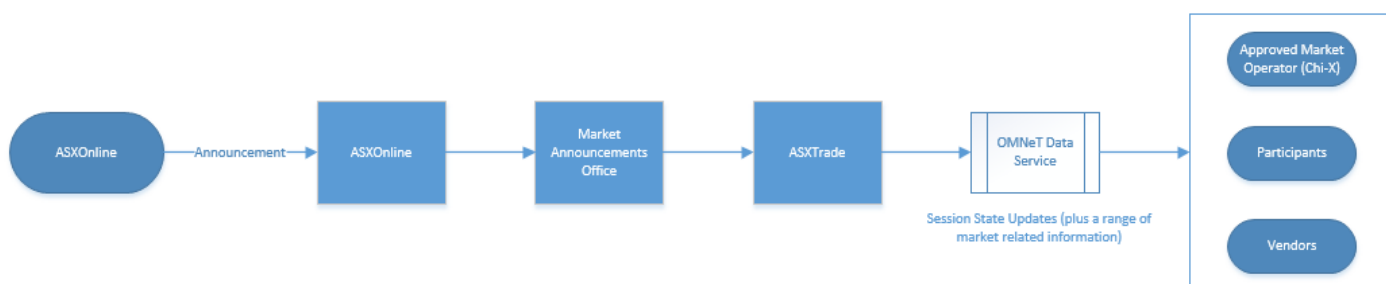 ASXOnline
Announcement
ASXOnline
Market
Announcements
Office
ASXTrade
OMNeT Data
Service
Session State Updates (plus a range of
market related information)
Approved Market
Operator (Chi-X)
Participants
Vendors